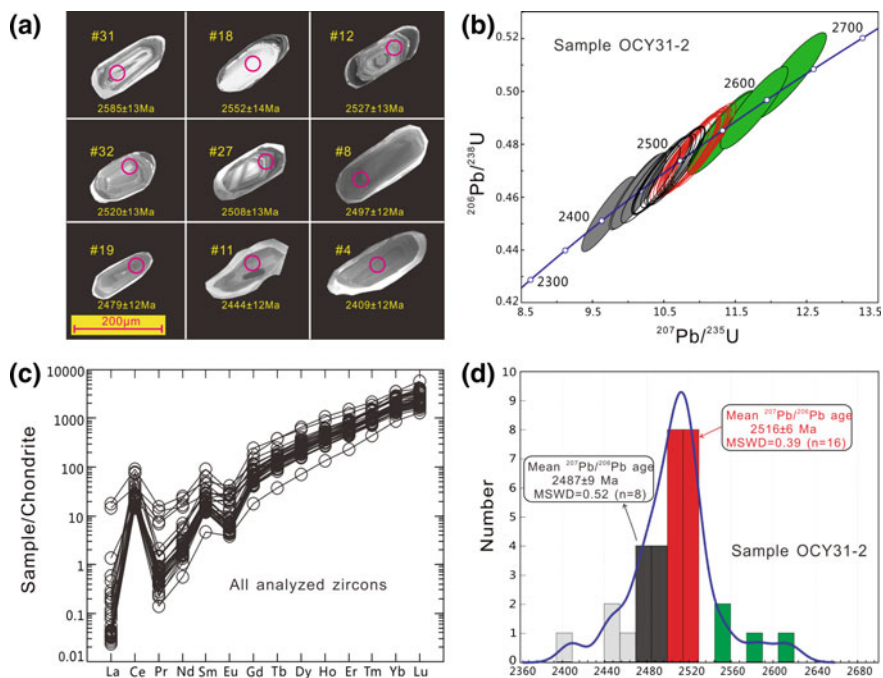 (a)
#31
2585±13Ma
#18
2552±14Ma
#12
2527±13Ma
#32
2520±13Ma
#27
2508±13Ma
#8
2497±12Ma
#19
2479±12Ma
#11
2444±12Ma
#4
2409±12Ma
200μm
(b)
Sample OCY31-2
0.52
0.50
0.48
0.46
0.44
0.42
2300
2400
2500
2600
2700
²⁰⁶Pb/²³⁸U
8.5 9.5 10.5 11.5 12.5 13.5
²⁰⁷Pb/²³⁵U
(c)
10000
1000
100
10
1
0.1
0.01
Sample/Chondrite
All analyzed zircons
La Ce Pr Nd Sm Eu Gd Tb Dy Ho Er Tm Yb Lu
(d)
10
9
8
7
6
5
4
3
2
1
0
Number
Mean ²⁰⁷Pb/²⁰⁶Pb age
2516±6 Ma
MSWD=0.39 (n=16)
Mean ²⁰⁷Pb/²⁰⁶Pb age
2487±9 Ma
MSWD=0.52 (n=8)
Sample OCY31-2
2360 2400 2440 2480 2520 2560 2600 2640 2680